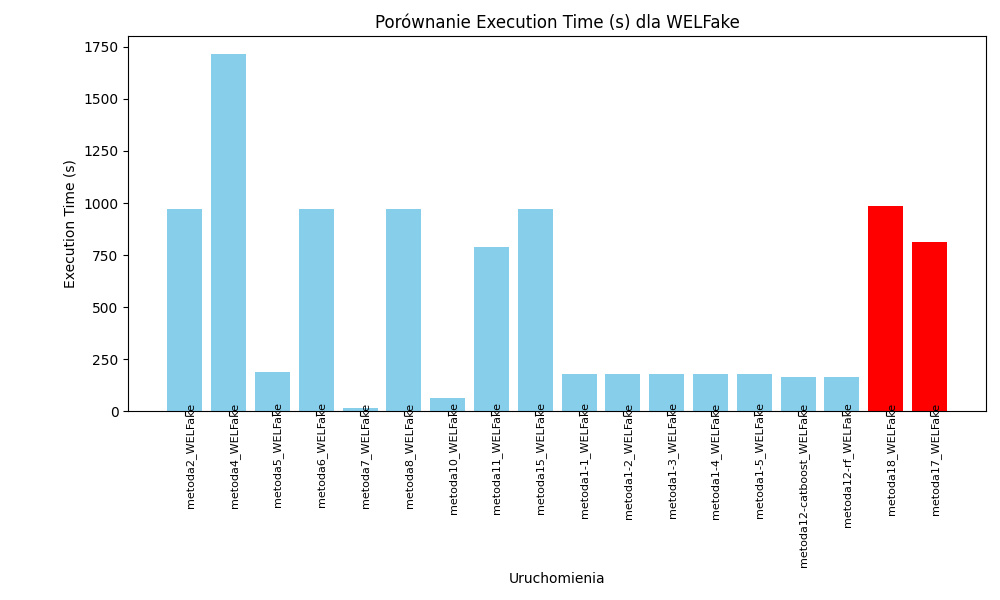 Porównanie Execution Time (s) dla WELFake
Execution Time (s)
1750
1500
1250
1000
750
500
250
0
metoda2_WELFake
metoda4_WELFake
metoda5_WELFake
metoda6_WELFake
metoda7_WELFake
metoda8_WELFake
metoda10_WELFake
metoda11_WELFake
metoda15_WELFake
metoda1-1_WELFake
metoda1-2_WELFake
metoda1-3_WELFake
metoda1-4_WELFake
metoda1-5_WELFake
metoda12-catboost_WELFake
metoda12-rf_WELFake
metoda18_WELFake
metoda17_WELFake
Uruchomienia